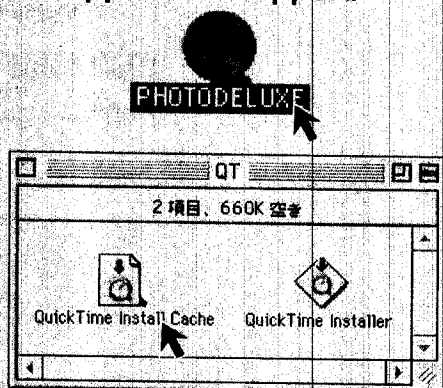 PHOTODELUXE
QT
2 項目、660K 空き
QuickTime Install Cache
QuickTime Installer